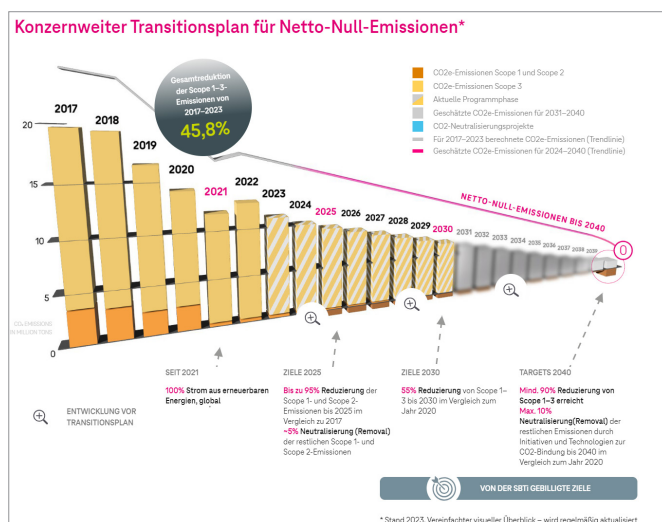 Konzernweiter Transitionsplan für Netto-Null-Emissionen*
Gesamtreduktion
der Scope 1–3-
Emissionen von
2017–2023
45,8%
CO2e-Emissionen Scope 1 und Scope 2
CO2e-Emissionen Scope 3
Aktuelle Programmphase
Geschätzte CO2e-Emissionen für 2031–2040
CO2-Neutralisierungsprojekte
Für 2017–2023 berechnete CO2e-Emissionen (Trendlinie)
Geschätzte CO2e-Emissionen für 2024–2040 (Trendlinie)
2017
2018
2019
2020
2021
2022
2023
2024
2025
2026
2027
2028
2029
2030
2031
2032
2033
2034
2035
2036
2037
2038
2039
NETTO-NULL-EMISSIONEN BIS 2040
0
20
15
10
5
0
CO2-EMISSIONS
IN MILLION TONS
SEIT 2021
100% Strom aus erneuerbaren
Energien, global
ZIELE 2025
Bis zu 95% Reduzierung der
Scope 1- und Scope 2-
Emissionen bis 2025 im
Vergleich zu 2017
~5% Neutralisierung (Removal)
der restlichen Scope 1- und
Scope 2-Emissionen
ZIELE 2030
55% Reduzierung von Scope 1–
3 bis 2030 im Vergleich zum
Jahr 2020
TARGETS 2040
Mind. 90% Reduzierung von
Scope 1–3 erreicht
Max. 10%
Neutralisierung(Removal) der
restlichen Emissionen durch
Initiativen und Technologien zur
CO2-Bindung bis 2040 im
Vergleich zum Jahr 2020
ENTWICKLUNG VOR
TRANSITIONSPLAN
VON DER SBTi GEBILLIGTE ZIELE
* Stand 2023. Vereinfachter visueller Überblick – wird regelmäßig aktualisiert